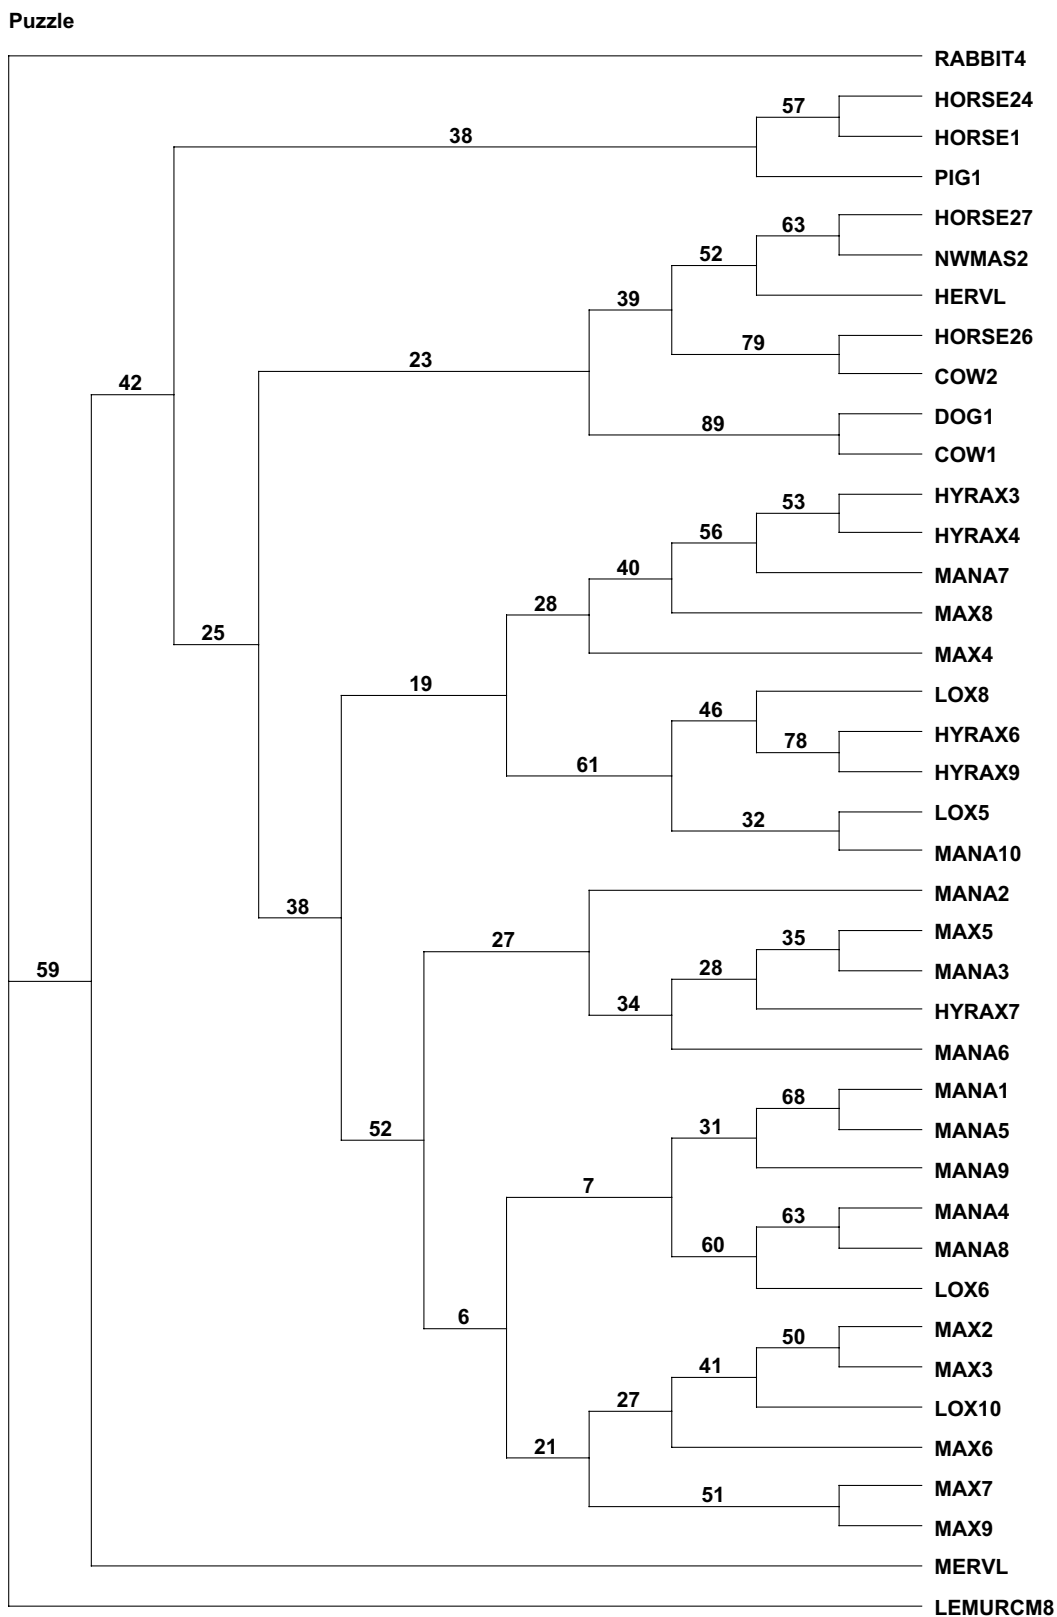 Puzzle
RABBIT4
HORSE24
57
HORSE1
38
PIG1
HORSE27
63
NWMAS2
52
HERVL
39
HORSE26
79
COW2
23
42
DOG1
89
COW1
HYRAX3
53
HYRAX4
56
MANA7
40
MAX8
28
25
MAX4
19
LOX8
46
HYRAX6
78
HYRAX9
61
LOX5
32
MANA10
MANA2
38
MAX5
35
27
MANA3
28
59
HYRAX7
34
MANA6
MANA1
68
MANA5
31
52
MANA9
7
MANA4
63
MANA8
60
LOX6
6
MAX2
50
MAX3
41
LOX10
27
MAX6
21
MAX7
51
MAX9
MERVL
LEMURCM8